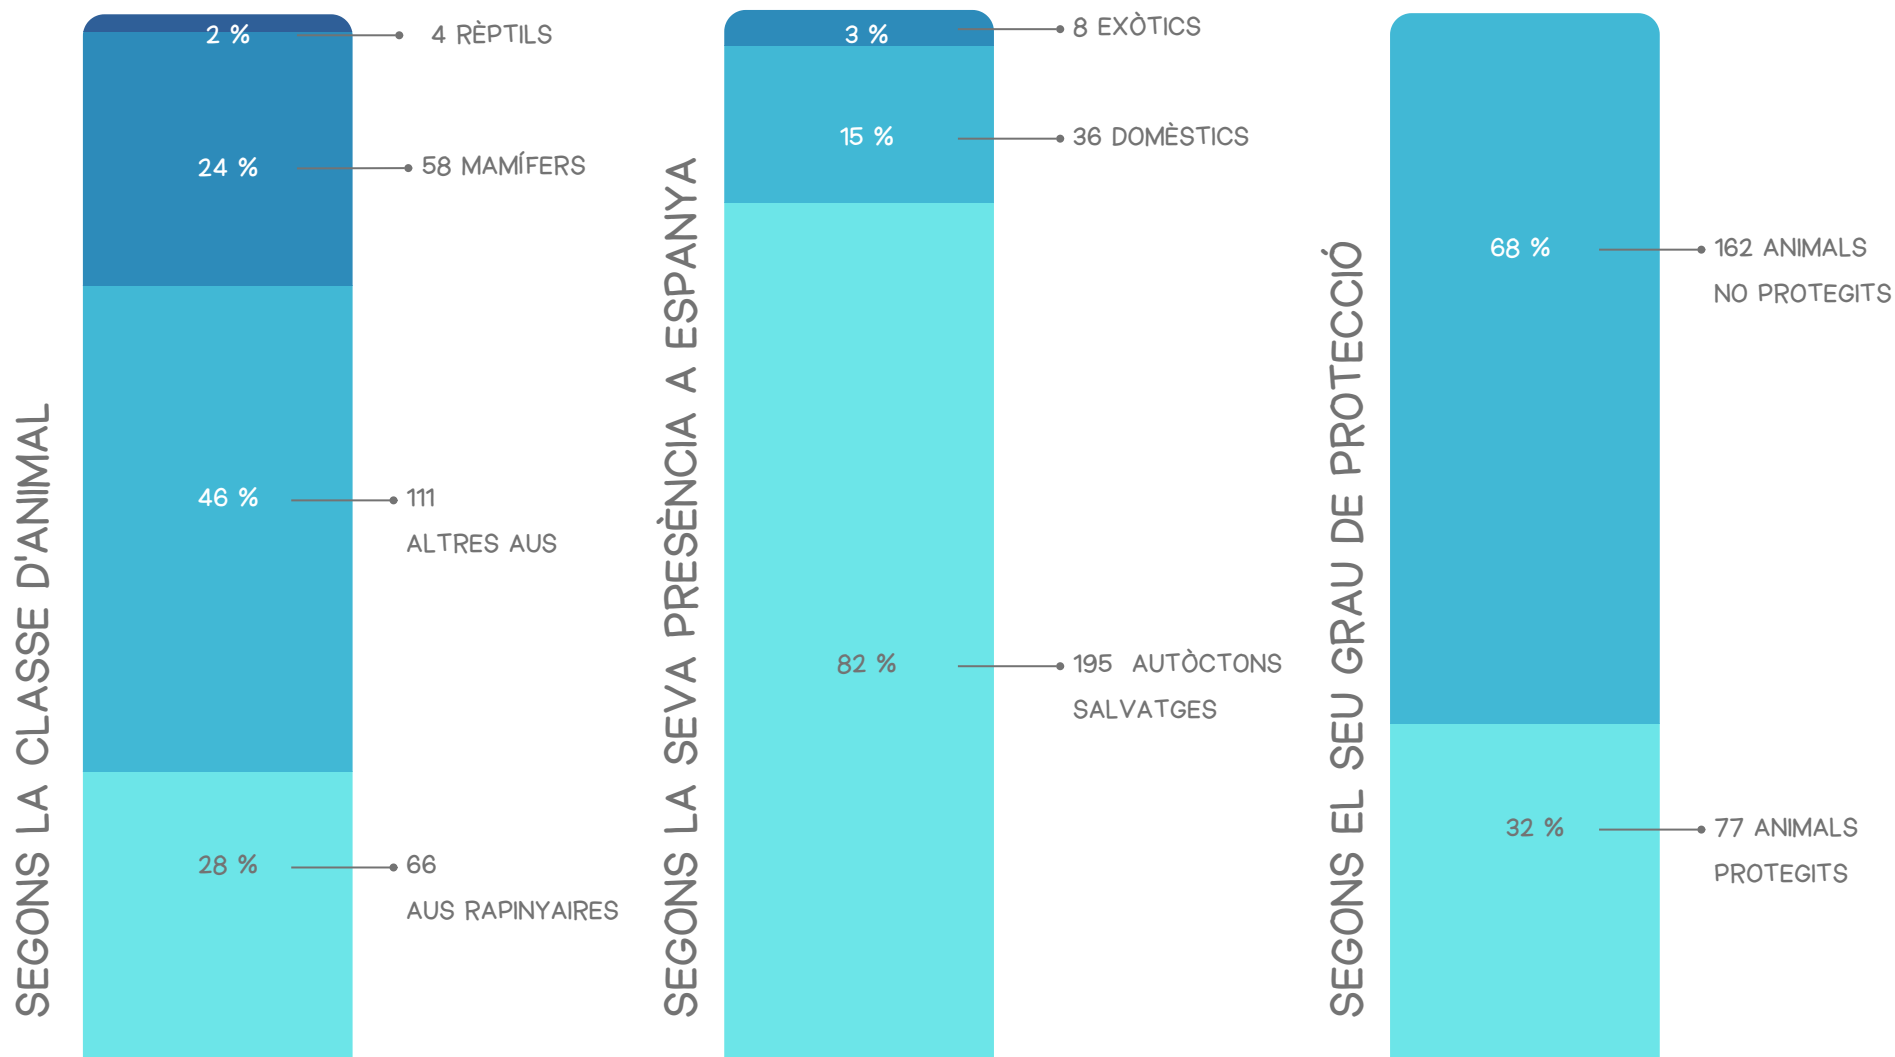 SEGONS LA CLASSE D'ANIMAL
2 %
4 RÈPTILS
24 %
58 MAMÍFERS
46 %
111
ALTRES AUS
28 %
66
AUS RAPINYAIRES
SEGONS LA SEVA PRESÈNCIA A ESPANYA
3 %
8 EXÒTICS
15 %
36 DOMÈSTICS
82 %
195 AUTÒCTONS
SALVATGES
SEGONS EL SEU GRAU DE PROTECCIÓ
68 %
162 ANIMALS
NO PROTEGITS
32 %
77 ANIMALS
PROTEGITS